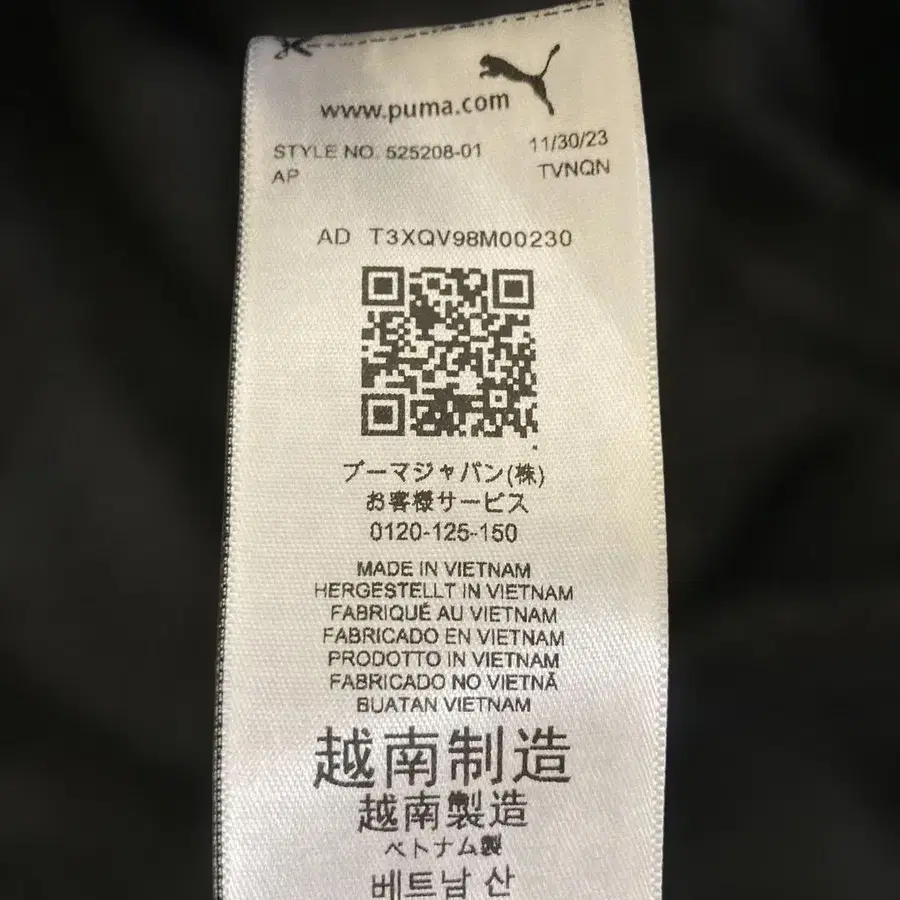 www.puma.com
STYLE NO. 525208-01 11/30/23
AP TVNQN
AD T3XQV98M00230
プーマジャパン(株)
お客様サービス
0120-125-150
MADE IN VIETNAM
HERGESTELLT IN VIETNAM
FABRIQUÉ AU VIETNAM
FABRICADO EN VIETNAM
PRODOTTO IN VIETNAM
FABRICADO NO VIETNÃ
BUATAN VIETNAM
越南制造
越南製造
ベトナム製
베트남 산